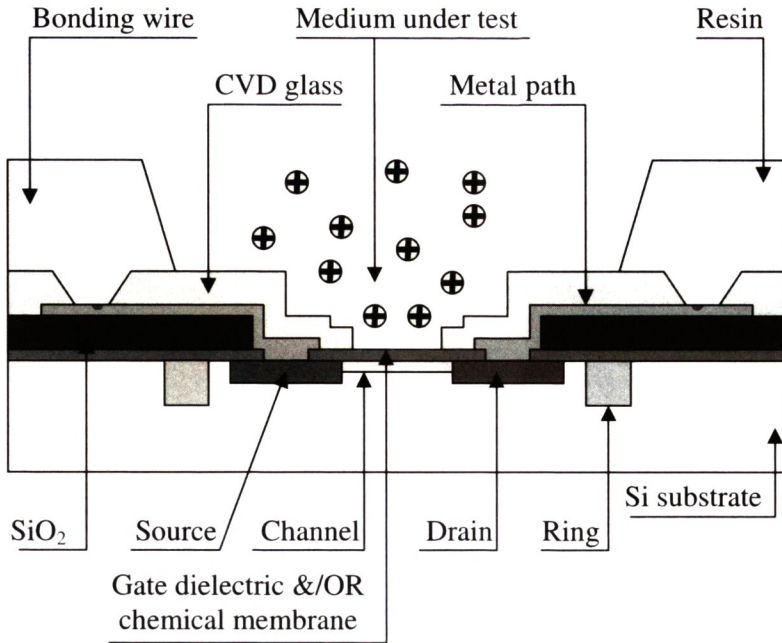 Bonding wire
Medium under test
Resin
CVD glass
Metal path
Si substrate
SiO₂
Source
Channel
Drain
Ring
Gate dielectric &/OR
chemical membrane